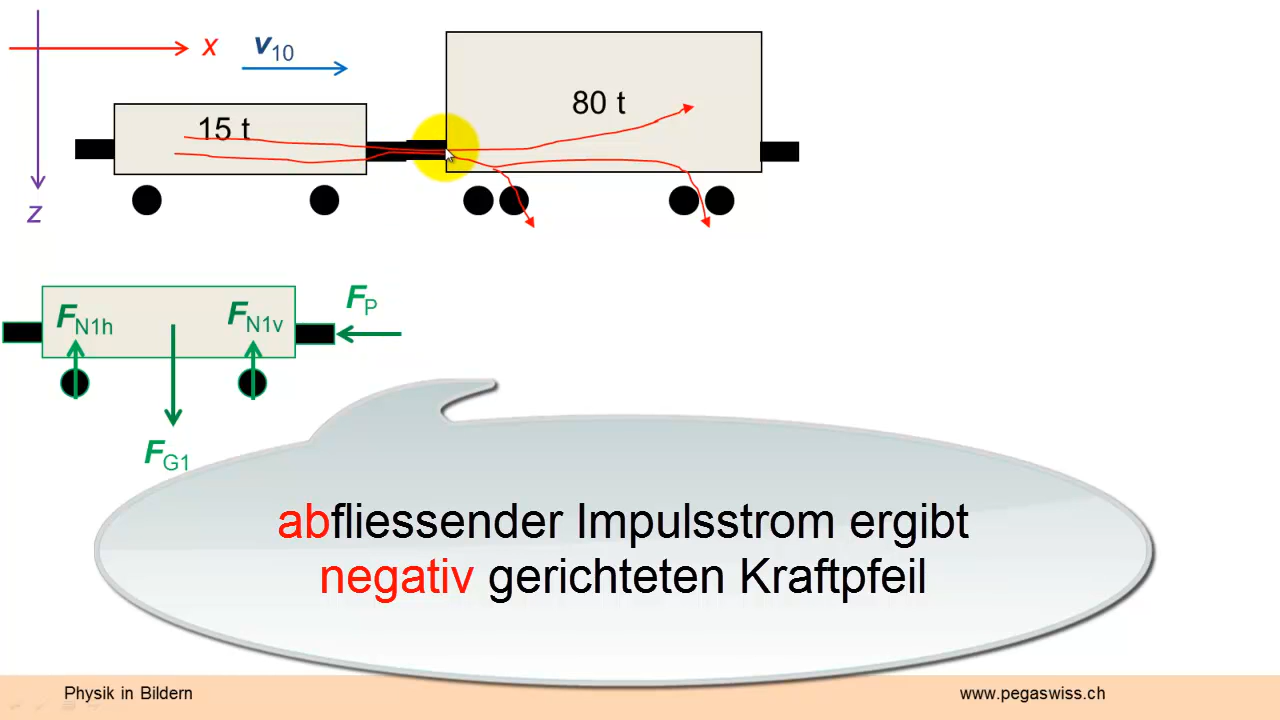 x
v10
80 t
15 t
z
FP
FN1h
FN1v
FG1
abfliessender Impulsstrom ergibt
negativ gerichteten Kraftpfeil
Physik in Bildern
www.pegaswiss.ch